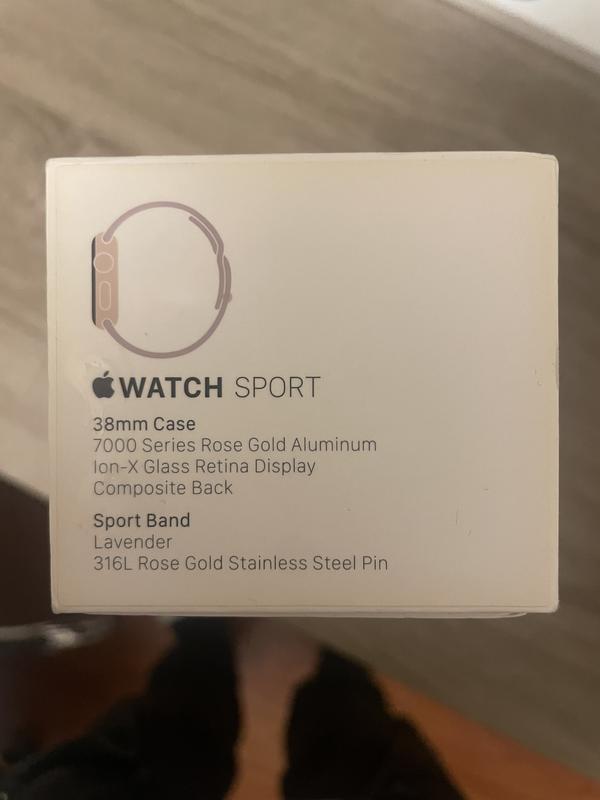 WATCH SPORT
38mm Case
7000 Series Rose Gold Aluminum
Ion-X Glass Retina Display
Composite Back
Sport Band
Lavender
316L Rose Gold Stainless Steel Pin